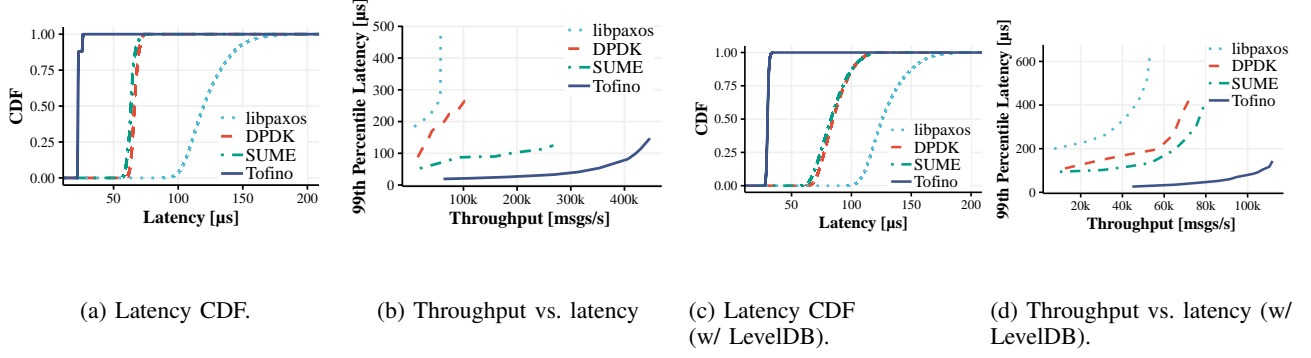 CDF
1.00
0.75
0.50
0.25
0.00
50
100
150
200
Latency [µs]
libpaxos
DPDK
SUME
Tofino
99th Percentile Latency [µs]
500
400
300
200
100
0
100k
200k
300k
400k
Throughput [msgs/s]
libpaxos
DPDK
SUME
Tofino
CDF
1.00
0.75
0.50
0.25
0.00
50
100
150
200
Latency [µs]
libpaxos
DPDK
SUME
Tofino
99th Percentile Latency [µs]
600
400
200
0
20k
40k
60k
80k
100k
Throughput [msgs/s]
libpaxos
DPDK
SUME
Tofino
(a) Latency CDF.
(b) Throughput vs. latency
(c) Latency CDF
(w/ LevelDB).
(d) Throughput vs. latency (w/
LevelDB).